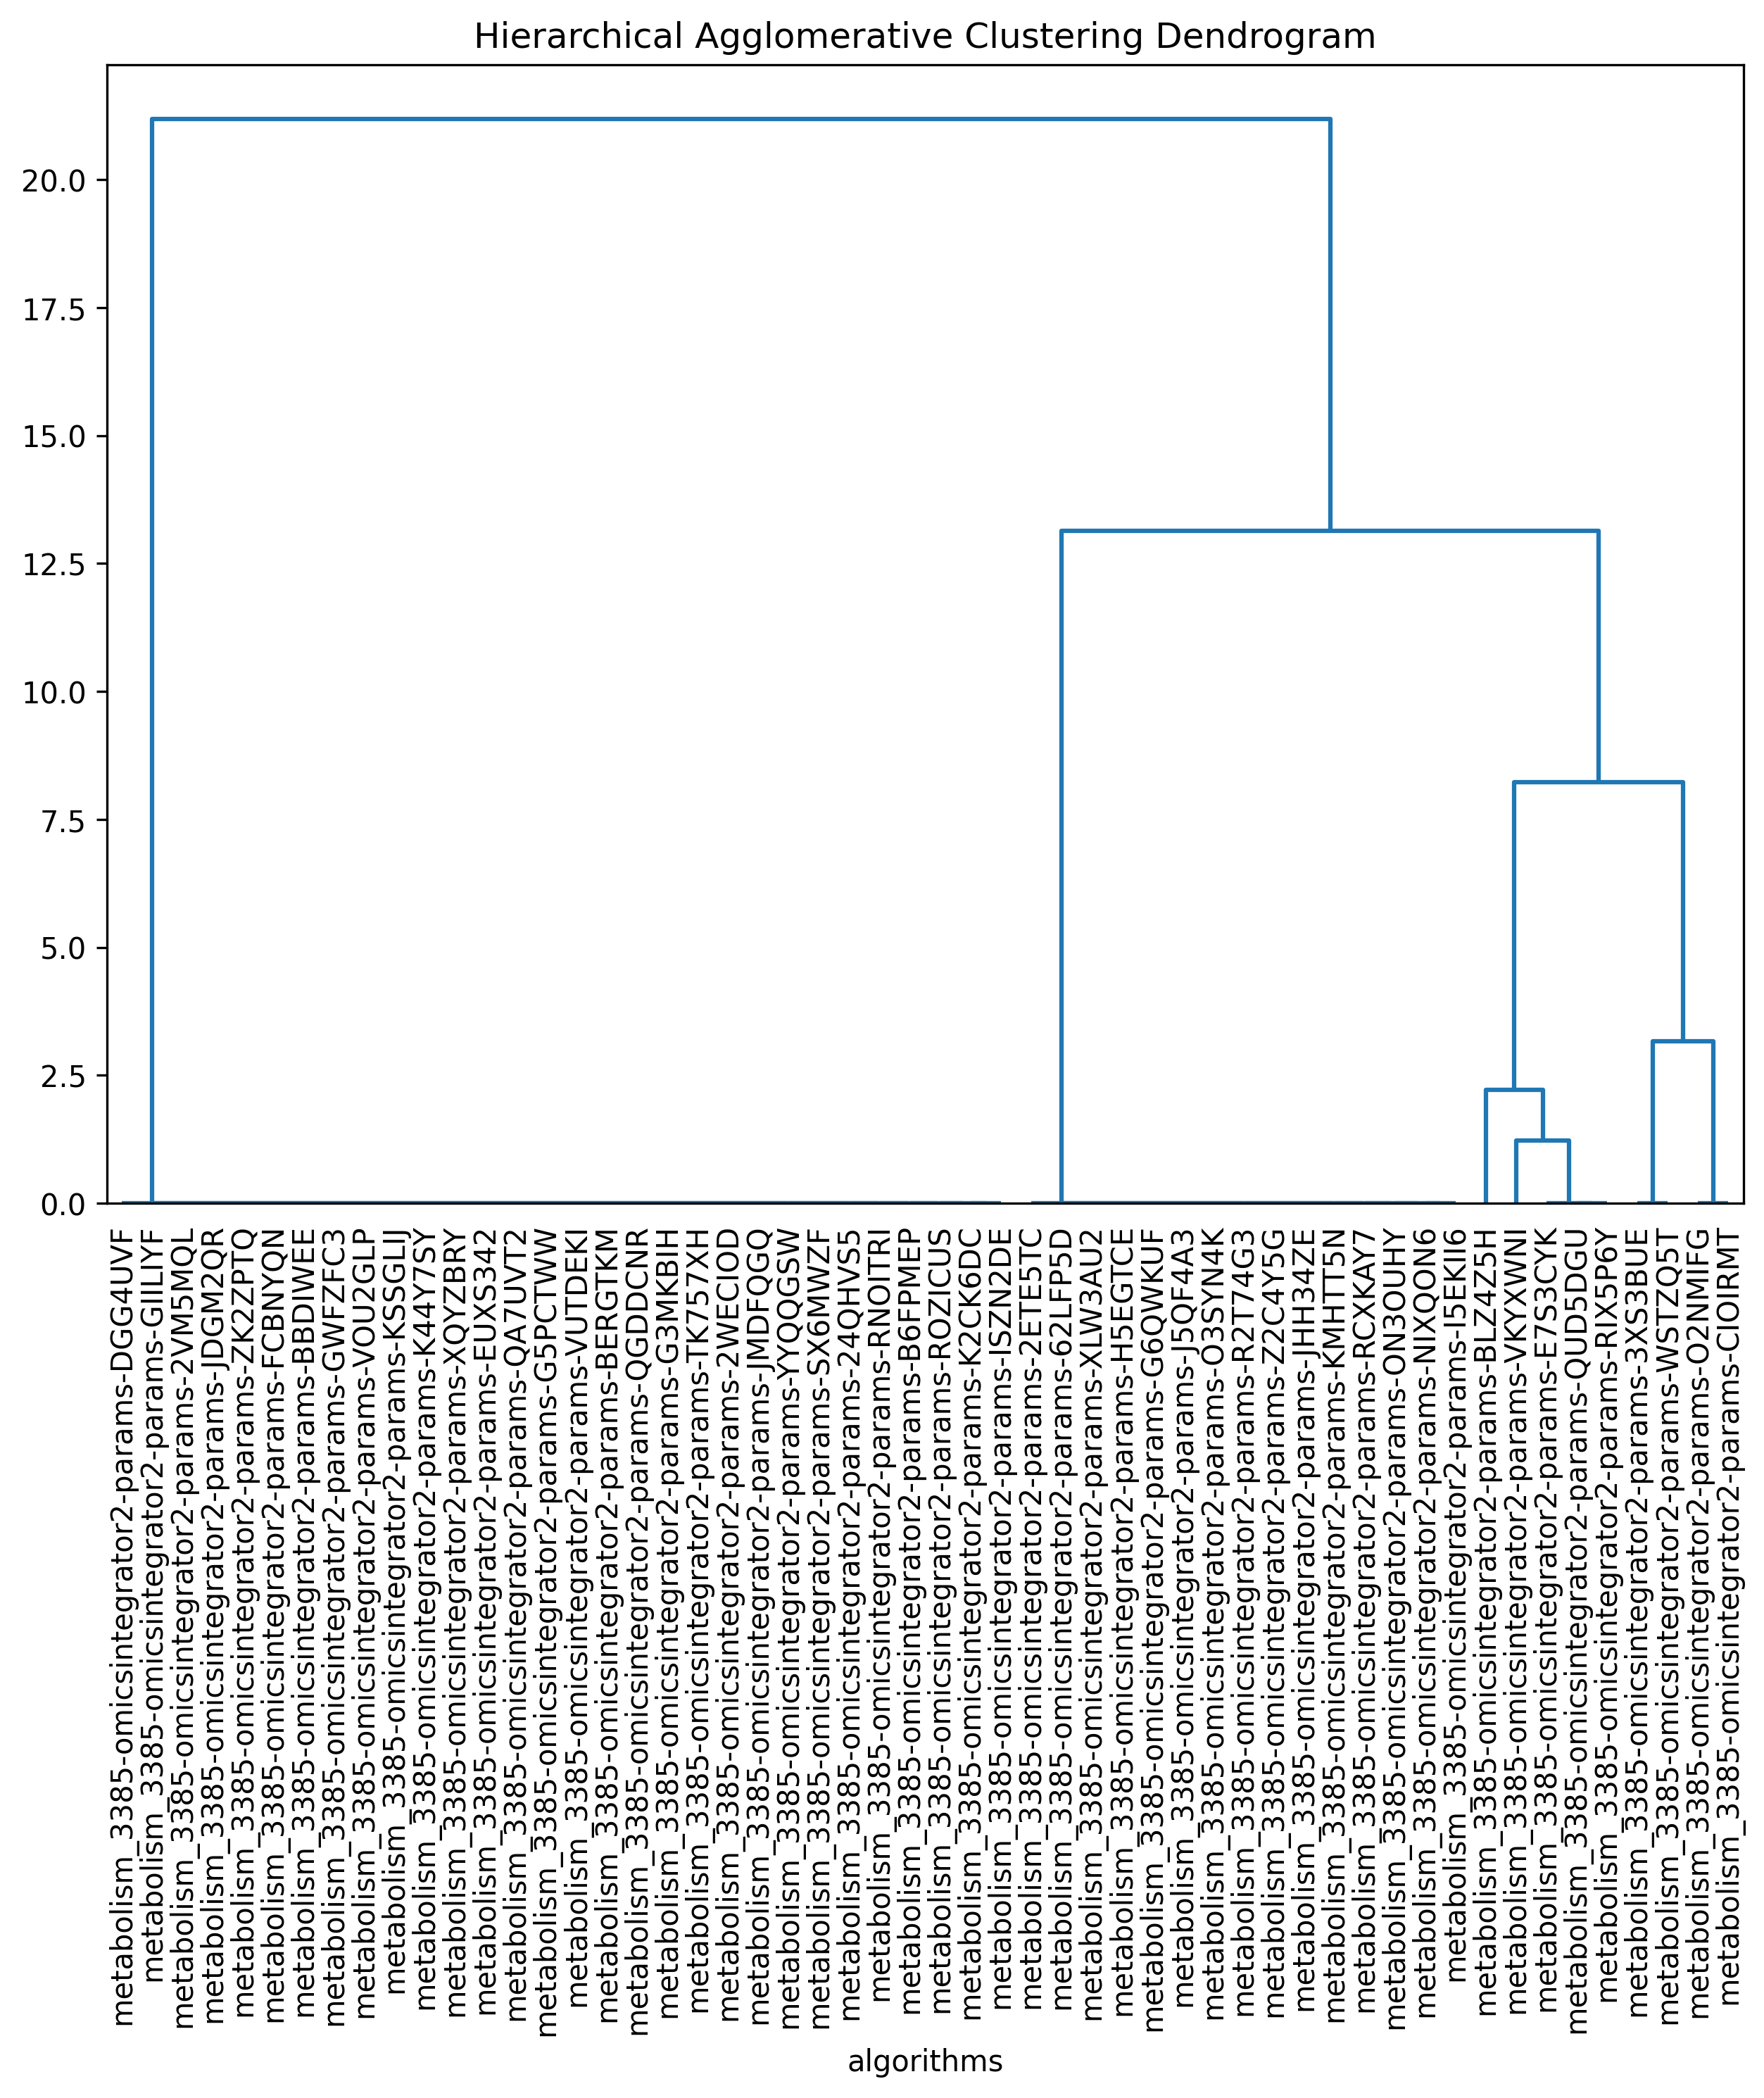 Hierarchical Agglomerative Clustering Dendrogram
20.0
17.5
15.0
12.5
10.0
7.5
5.0
2.5
0.0
metabolism_3385-omicsintegrator2-params-DGG4UVF
metabolism_3385-omicsintegrator2-params-GIILIYF
metabolism_3385-omicsintegrator2-params-2VM5MQL
metabolism_3385-omicsintegrator2-params-JDGM2QR
metabolism_3385-omicsintegrator2-params-ZK2ZPTQ
metabolism_3385-omicsintegrator2-params-FCBNYQN
metabolism_3385-omicsintegrator2-params-BBDIWEE
metabolism_3385-omicsintegrator2-params-GWFZFC3
metabolism_3385-omicsintegrator2-params-VOU2GLP
metabolism_3385-omicsintegrator2-params-KSSGLIJ
metabolism_3385-omicsintegrator2-params-K44Y7SY
metabolism_3385-omicsintegrator2-params-XQYZBRY
metabolism_3385-omicsintegrator2-params-EUXS342
metabolism_3385-omicsintegrator2-params-QA7UVT2
metabolism_3385-omicsintegrator2-params-G5PCTWW
metabolism_3385-omicsintegrator2-params-VUTDEKI
metabolism_3385-omicsintegrator2-params-BERGTKM
metabolism_3385-omicsintegrator2-params-QGDDCNR
metabolism_3385-omicsintegrator2-params-G3MKBIH
metabolism_3385-omicsintegrator2-params-TK757XH
metabolism_3385-omicsintegrator2-params-2WECIOD
metabolism_3385-omicsintegrator2-params-JMDFQGQ
metabolism_3385-omicsintegrator2-params-YYQQGSW
metabolism_3385-omicsintegrator2-params-SX6MWZF
metabolism_3385-omicsintegrator2-params-24QHVS5
metabolism_3385-omicsintegrator2-params-RNOITRI
metabolism_3385-omicsintegrator2-params-B6FPMEP
metabolism_3385-omicsintegrator2-params-ROZICUS
metabolism_3385-omicsintegrator2-params-K2CK6DC
metabolism_3385-omicsintegrator2-params-ISZN2DE
metabolism_3385-omicsintegrator2-params-2ETE5TC
metabolism_3385-omicsintegrator2-params-62LFP5D
metabolism_3385-omicsintegrator2-params-XLW3AU2
metabolism_3385-omicsintegrator2-params-H5EGTCE
metabolism_3385-omicsintegrator2-params-G6QWKUF
metabolism_3385-omicsintegrator2-params-J5QF4A3
metabolism_3385-omicsintegrator2-params-O3SYN4K
metabolism_3385-omicsintegrator2-params-R2T74G3
metabolism_3385-omicsintegrator2-params-Z2C4Y5G
metabolism_3385-omicsintegrator2-params-JHH34ZE
metabolism_3385-omicsintegrator2-params-KMHTT5N
metabolism_3385-omicsintegrator2-params-RCXKAY7
metabolism_3385-omicsintegrator2-params-ON3OUHY
metabolism_3385-omicsintegrator2-params-NIXQON6
metabolism_3385-omicsintegrator2-params-I5EKII6
metabolism_3385-omicsintegrator2-params-BLZ4Z5H
metabolism_3385-omicsintegrator2-params-VKYXWNI
metabolism_3385-omicsintegrator2-params-E7S3CYK
metabolism_3385-omicsintegrator2-params-QUD5DGU
metabolism_3385-omicsintegrator2-params-RIX5P6Y
metabolism_3385-omicsintegrator2-params-3XS3BUE
metabolism_3385-omicsintegrator2-params-WSTZQ5T
metabolism_3385-omicsintegrator2-params-O2NMIFG
metabolism_3385-omicsintegrator2-params-CIOIRMT
algorithms